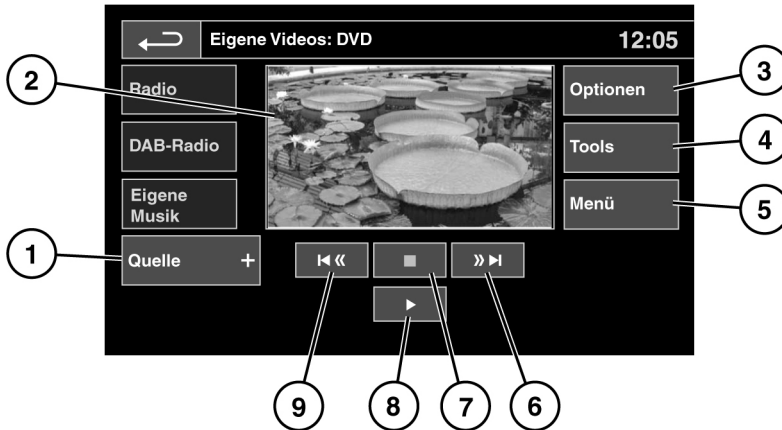 Eigene Videos: DVD
12:05
2
Radio
Optionen
3
DAB-Radio
Tools
4
Eigene
Musik
Menü
5
1
Quelle +
9
8
7
6